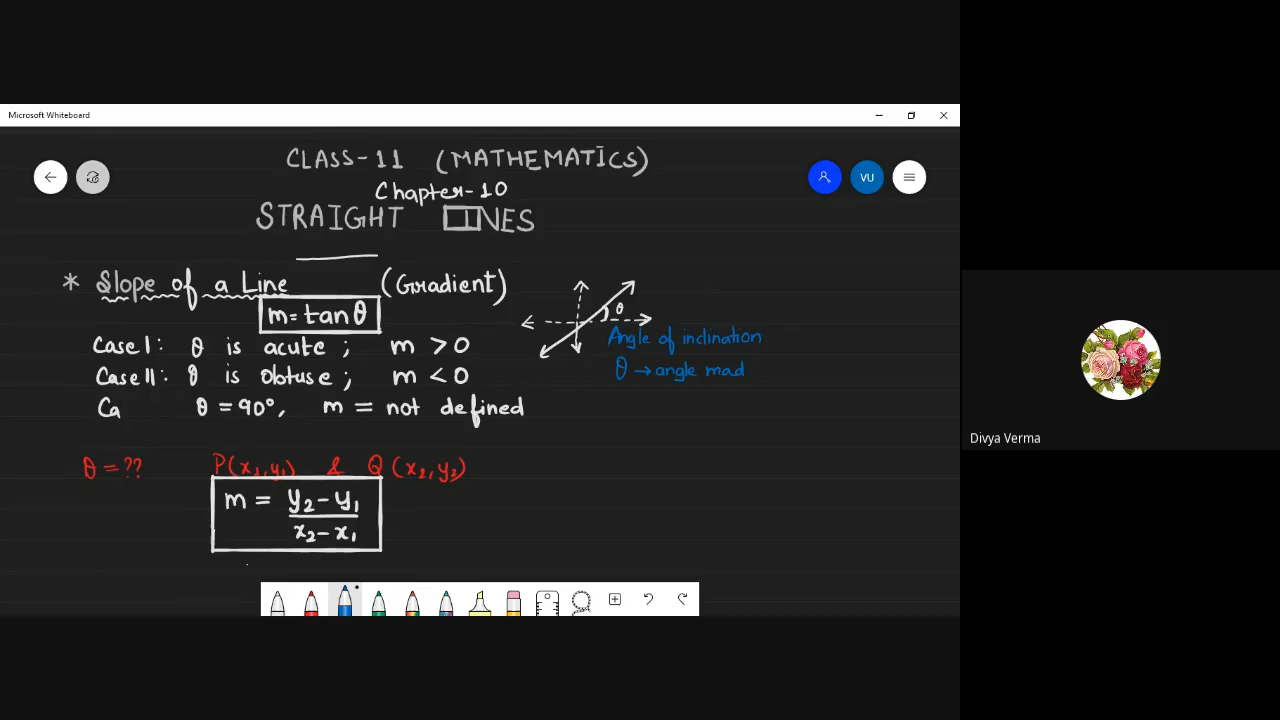 Microsoft Whiteboard
CLASS-11 (MATHEMATICS)
Chapter-10
STRAIGHT LINES
VU
* Slope of a Line (Gradient)
m = tan θ
θ
Case I: θ is acute; m > 0
Angle of inclination
Case II: θ is obtuse; m < 0
θ → angle mad
Ca θ = 90°, m = not defined
θ = ?? P(x₁, y₁) & Q(x₂, y₂)
m = y₂ - y₁
x₂ - x₁
Divya Verma